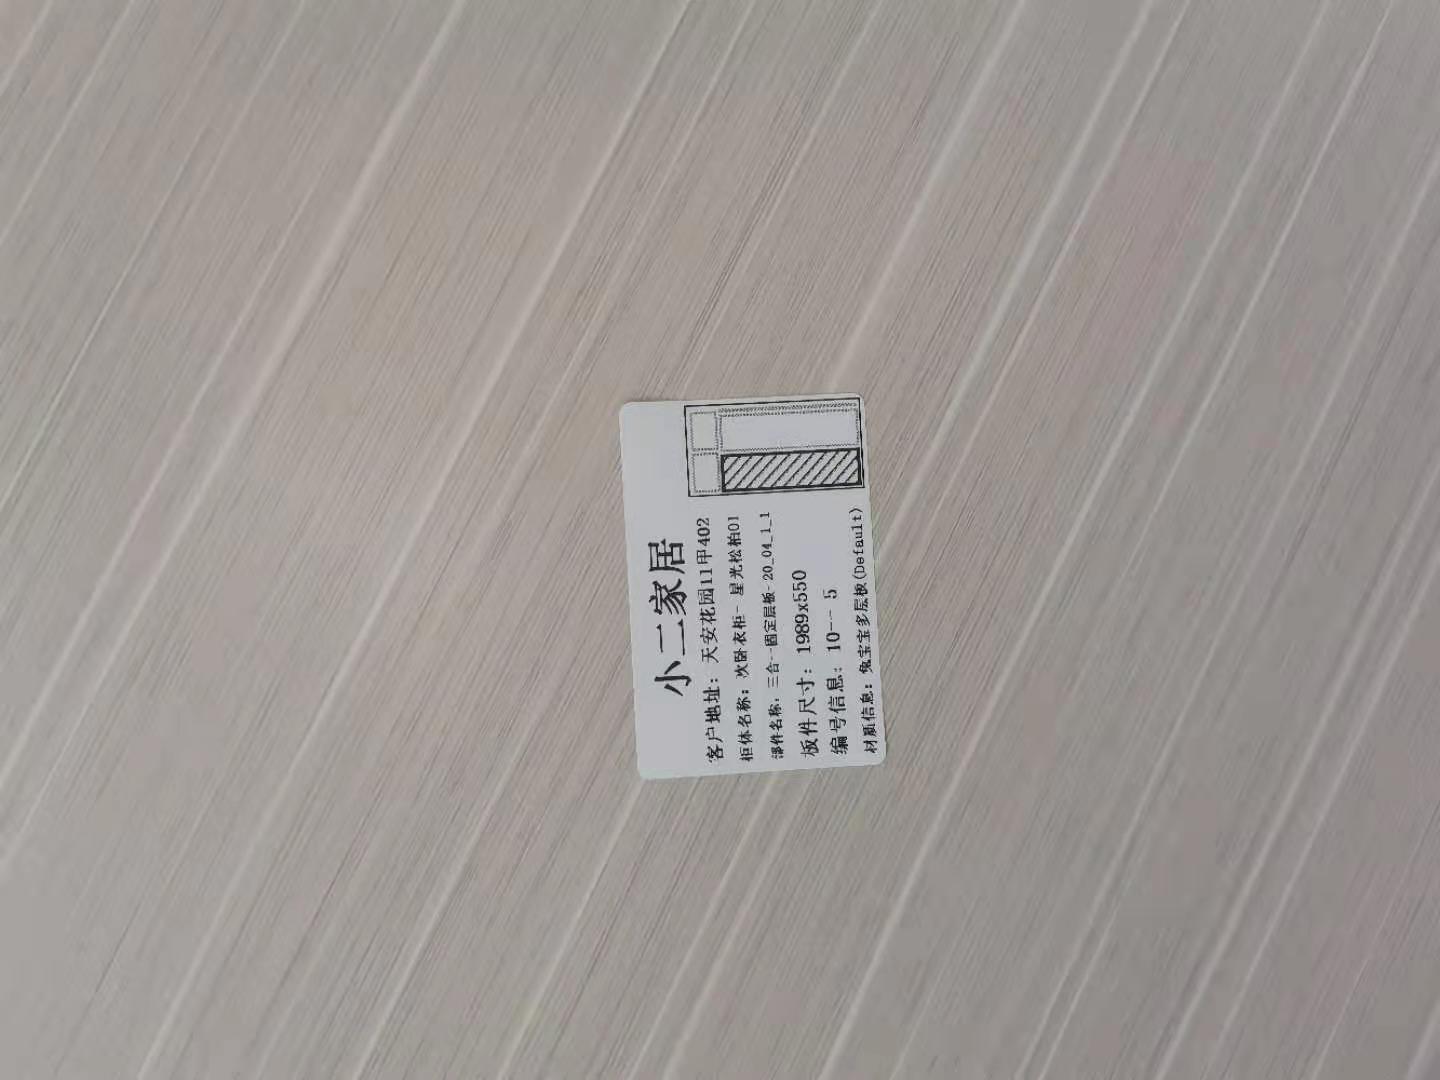 小二家居
客户地址：天安花园11甲402
柜体名称：次卧衣柜- 星光松柏01
部件名称：三合一固定层板-20_04_1_1
板件尺寸：1989x550
编号信息：10-- 5
材质信息：兔宝宝多层板(Default)